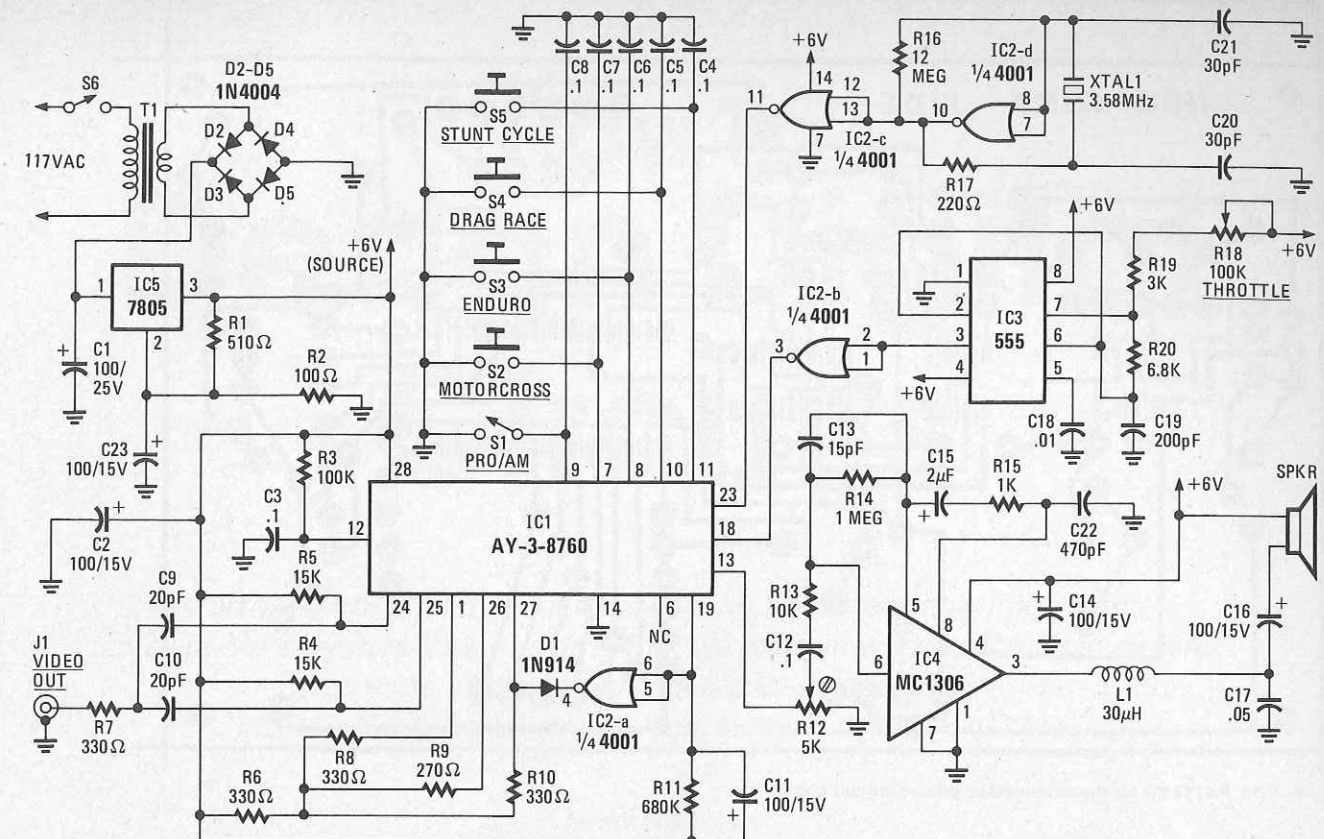 S6
T1
D2-D5
1N4004
D2
D4
D3
D5
117VAC
+6V
(SOURCE)
1
IC5
7805
3
2
R1
510Ω
R2
100Ω
+
C1
100/
25V
C23
100/15V
+
C2
100/15V
+
C3
.1
R3
100K
C8
.1
C7
.1
C6
.1
C5
.1
C4
.1
S5
STUNT CYCLE
S4
DRAG RACE
S3
ENDURO
S2
MOTORCROSS
S1
PRO/AM
28
9
7
8
10
11
12
IC1
AY-3-8760
23
18
13
24
25
1
26
27
14
6
19
NC
R5
15K
R4
15K
C9
20pF
C10
20pF
J1
VIDEO
OUT
R7
330Ω
R8
330Ω
R9
270Ω
R6
330Ω
R10
330Ω
D1
1N914
4
6
5
IC2-a
1/4 4001
R11
680K
C11
100/15V
+
+6V
14
11
12
13
7
IC2-c
1/4 4001
R16
12
MEG
IC2-d
1/4 4001
10
8
7
R17
220Ω
XTAL1
3.58MHz
C21
30pF
C20
30pF
+6V
R18
100K
THROTTLE
+6V
R19
3K
R20
6.8K
1
2
3
4
IC3
555
8
7
6
5
+6V
C18
.01
C19
200pF
IC2-b
1/4 4001
3
2
1
C13
15pF
R14
1 MEG
C15
2μF
+
R15
1K
C22
470pF
R13
10K
C12
.1
R12
5K
5
8
4
6
IC4
MC1306
3
1
7
+
C14
100/15V
+6V
SPKR
C16
100/15V
+
L1
30μH
C17
.05